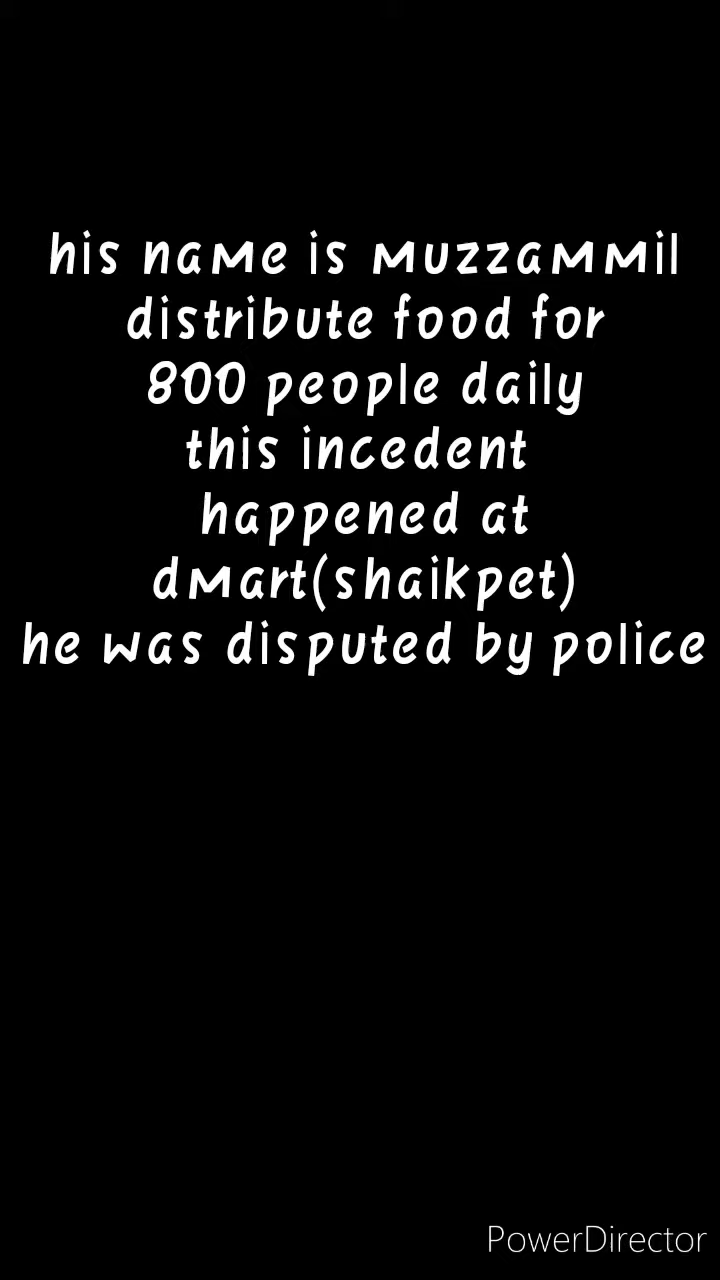 his name is muzzammil
distribute food for
800 people daily
this incedent
happened at
dmart(shaikpet)
he was disputed by police
PowerDirector